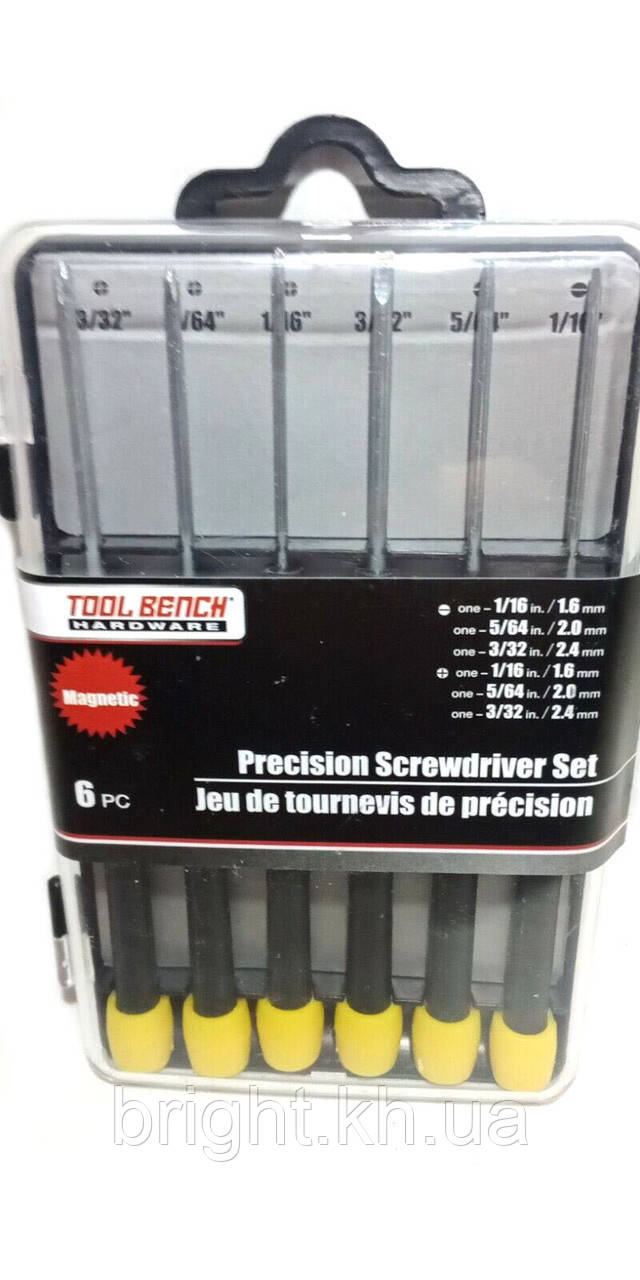 3/32" /64" 1/16" 3/32" 5/64" 1/16"
TOOL BENCH
HARDWARE
Magnetic
6 PC
one – 1/16 in. / 1.6 mm
one – 5/64 in. / 2.0 mm
one – 3/32 in. / 2.4 mm
one – 1/16 in. / 1.6 mm
one – 5/64 in. / 2.0 mm
one – 3/32 in. / 2.4 mm
Precision Screwdriver Set
Jeu de tournevis de précision
bright.kh.ua